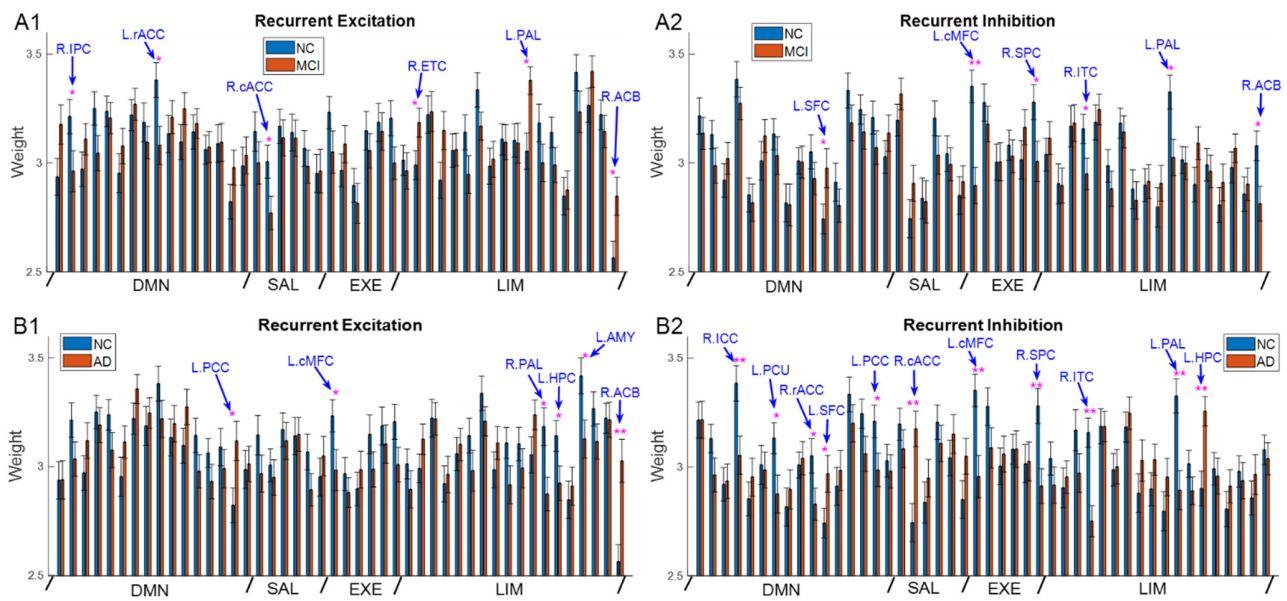 A1
Recurrent Excitation
NC
MCI
R.IPC
*
L.rACC
*
R.cACC
*
R.ETC
*
L.PAL
*
R.ACB
*
Weight
3.5
3
2.5
DMN
SAL
EXE
LIM
A2
Recurrent Inhibition
NC
MCI
L.SFC
*
L.cMFC
**
R.SPC
*
R.ITC
*
L.PAL
*
R.ACB
*
Weight
3.5
3
2.5
DMN
SAL
EXE
LIM
B1
Recurrent Excitation
NC
AD
L.PCC
*
L.cMFC
*
R.PAL
*
L.HPC
*
L.AMY
*
R.ACB
**
Weight
3.5
3
2.5
DMN
SAL
EXE
LIM
B2
Recurrent Inhibition
NC
AD
R.ICC
**
L.PCU
*
R.rACC
*
L.SFC
*
L.PCC
*
R.cACC
**
L.cMFC
**
R.SPC
**
R.ITC
**
L.PAL
**
L.HPC
**
Weight
3.5
3
2.5
DMN
SAL
EXE
LIM